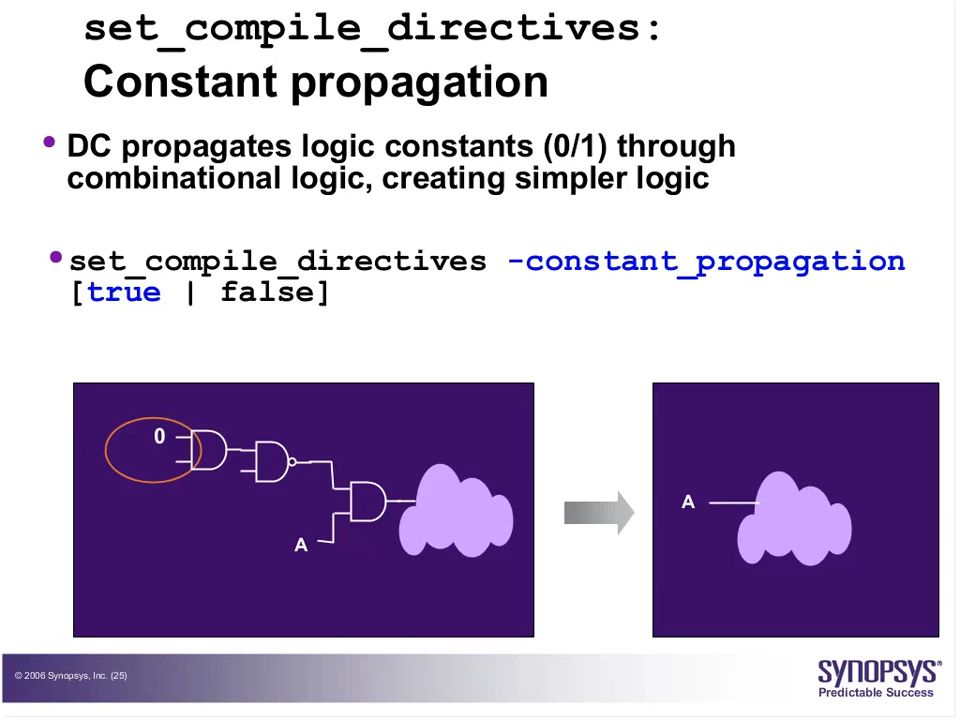 set_compile_directives:
Constant propagation
• DC propagates logic constants (0/1) through
combinational logic, creating simpler logic
• set_compile_directives -constant_propagation
[true | false]
0
A
A
© 2006 Synopsys, Inc. (25)
SYNOPSYS®
Predictable Success